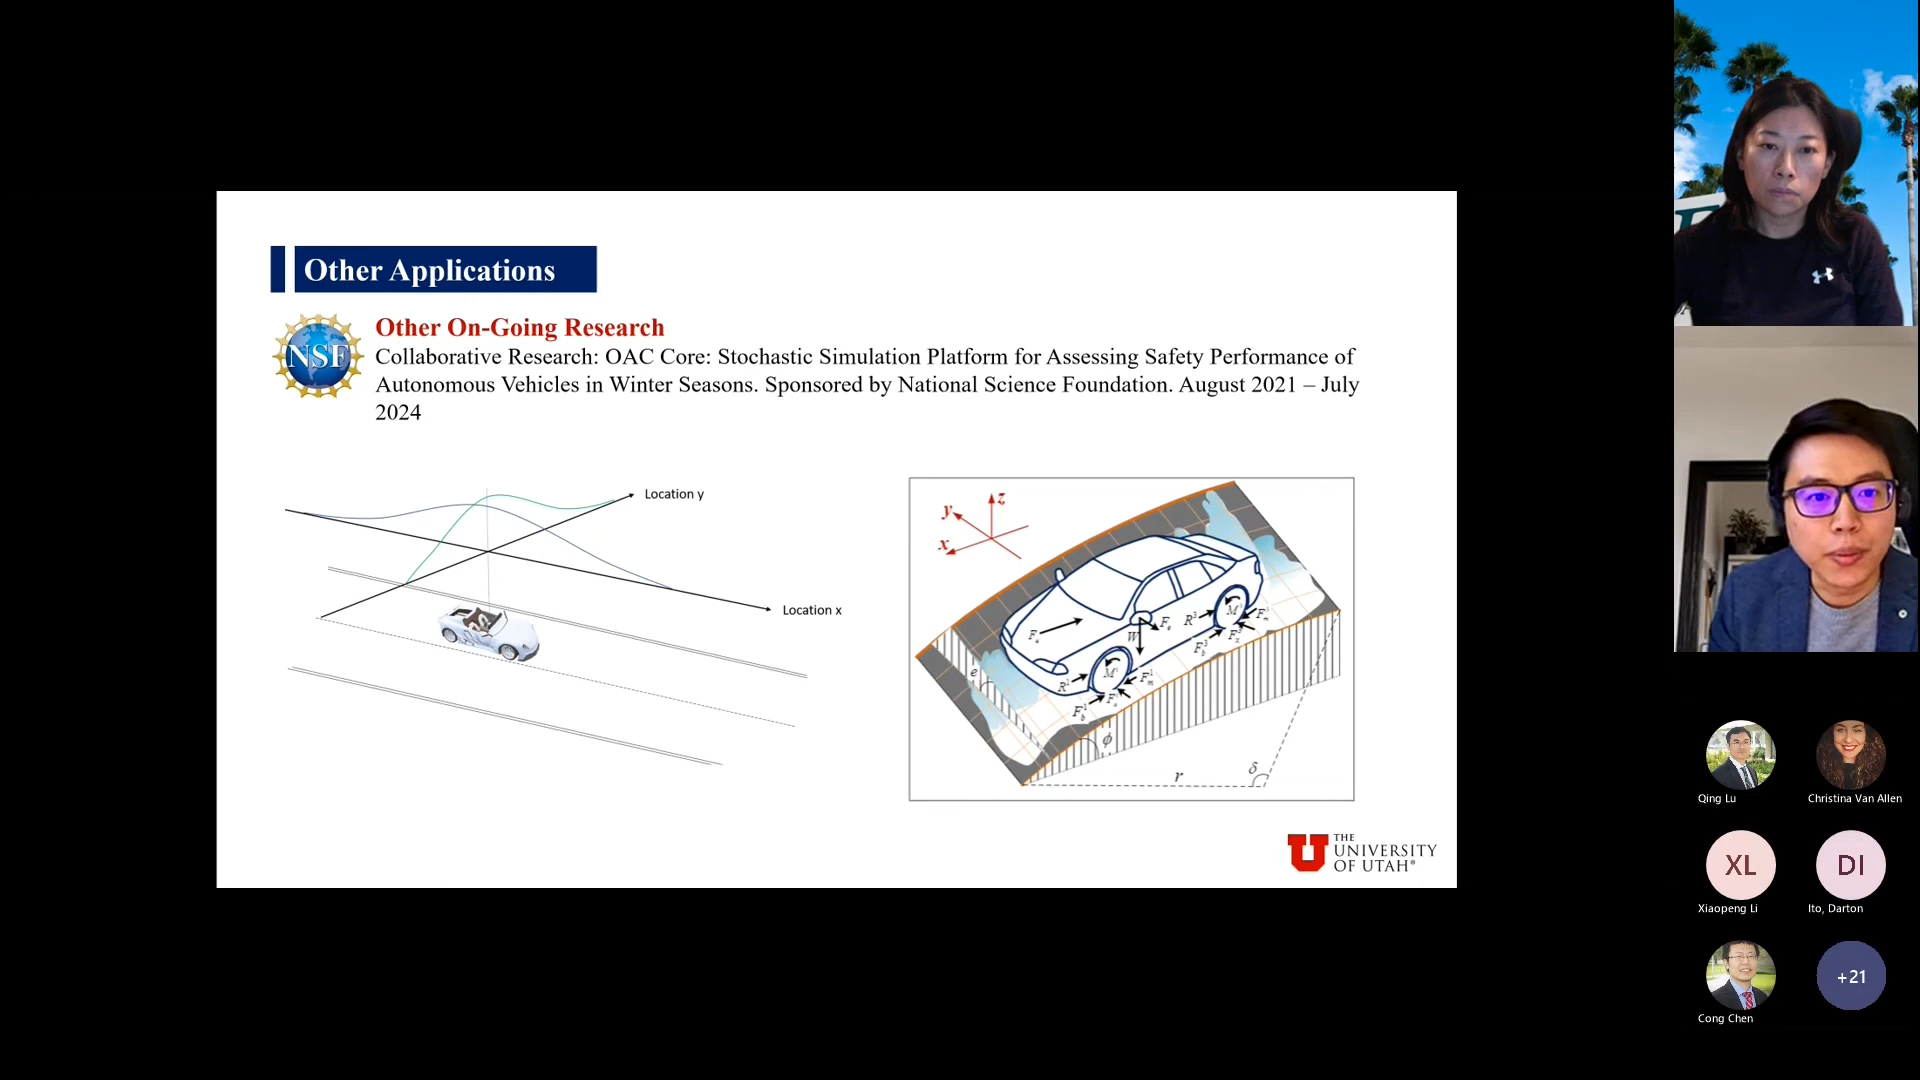 Other Applications
NSF
Other On-Going Research
Collaborative Research: OAC Core: Stochastic Simulation Platform for Assessing Safety Performance of
Autonomous Vehicles in Winter Seasons. Sponsored by National Science Foundation. August 2021 – July
2024
Location y
Location x
z
y
x
W
e
ϕ
r
δ
THE
UNIVERSITY
OF UTAH®
Qing Lu
Christina Van Allen
XL
Xiaopeng Li
DI
Ito, Darton
Cong Chen
+21